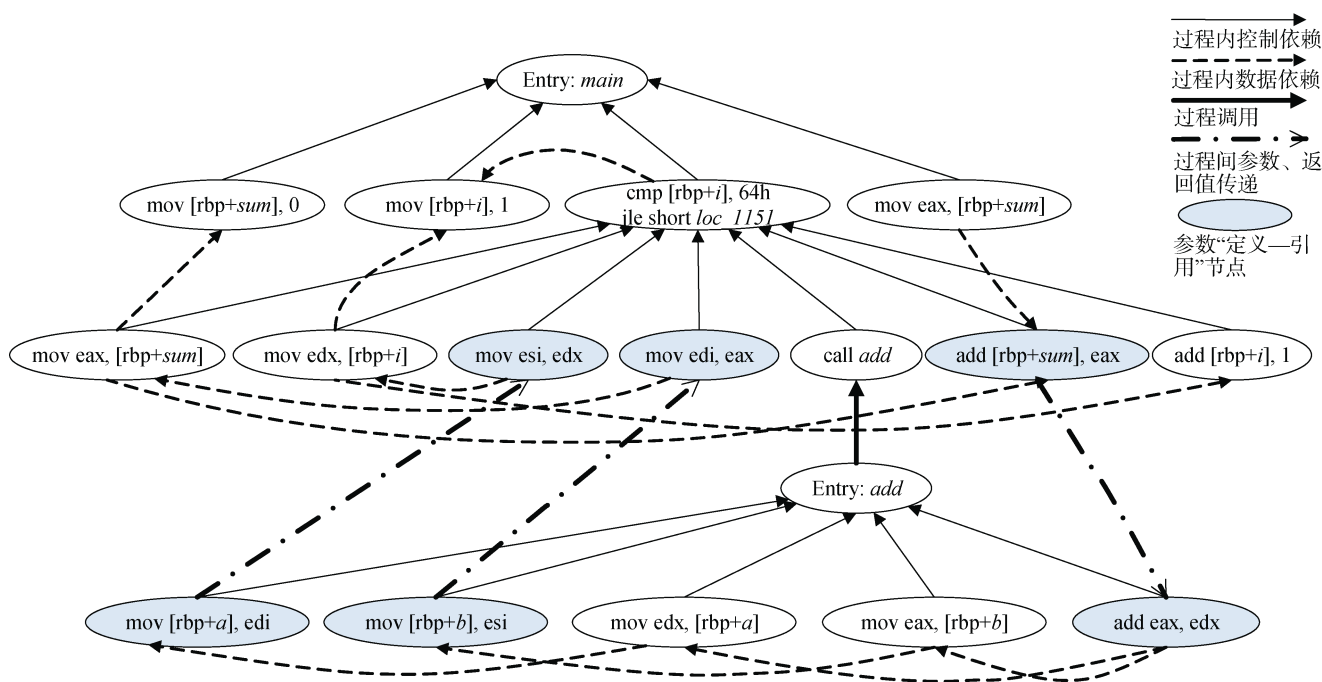 过程内控制依赖
过程内数据依赖
过程调用
过程间参数、返
回值传递
参数“定义—引
用”节点
Entry: main
mov [rbp+sum], 0
mov [rbp+i], 1
cmp [rbp+i], 64h
jle short loc_1151
mov eax, [rbp+sum]
mov eax, [rbp+sum]
mov edx, [rbp+i]
mov esi, edx
mov edi, eax
call add
add [rbp+sum], eax
add [rbp+i], 1
Entry: add
mov [rbp+a], edi
mov [rbp+b], esi
mov edx, [rbp+a]
mov eax, [rbp+b]
add eax, edx